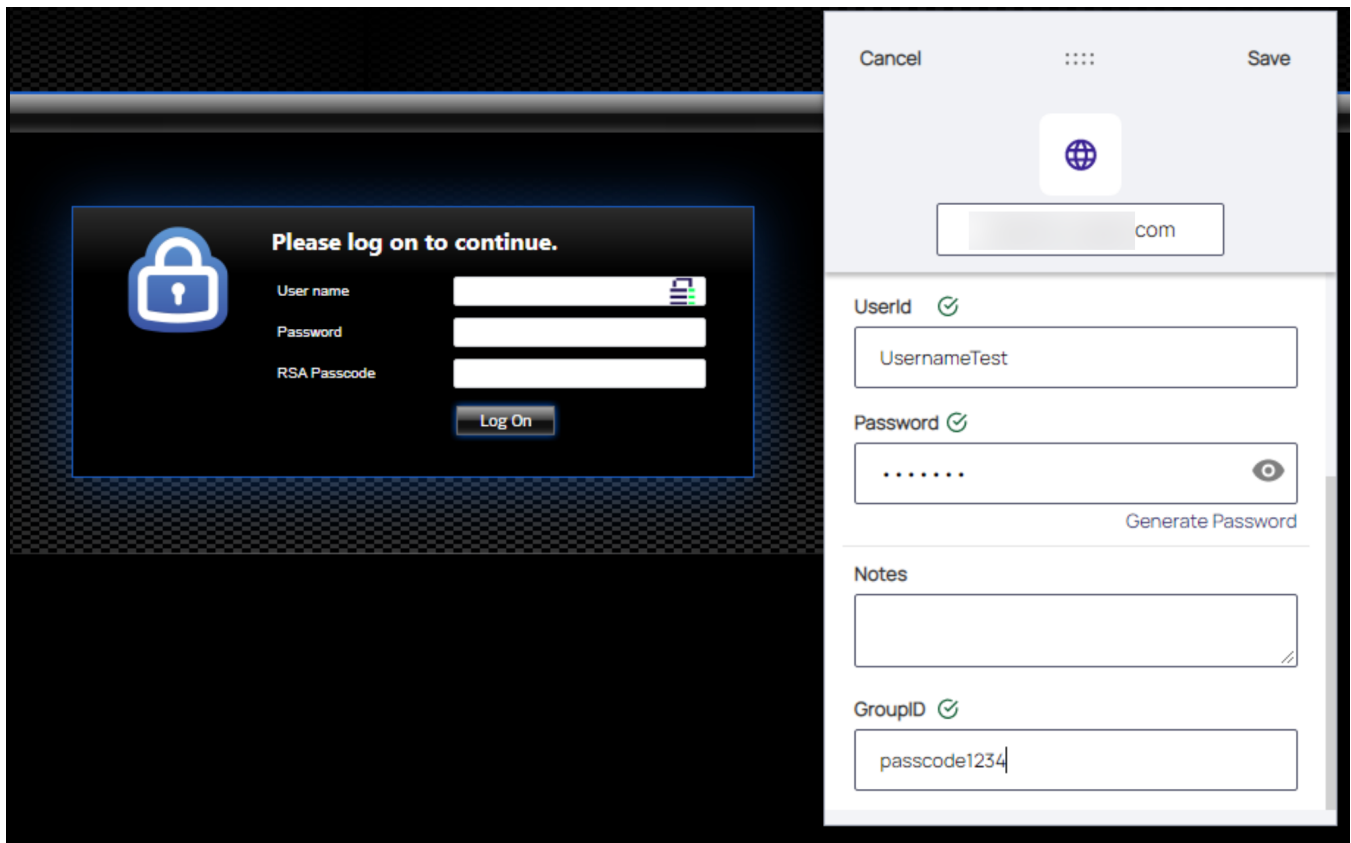 Please log on to continue.
User name
Password
RSA Passcode
Log On
Cancel
Save
com
UserId
UsernameTest
Password
•••••••
Generate Password
Notes
GroupID
passcode1234